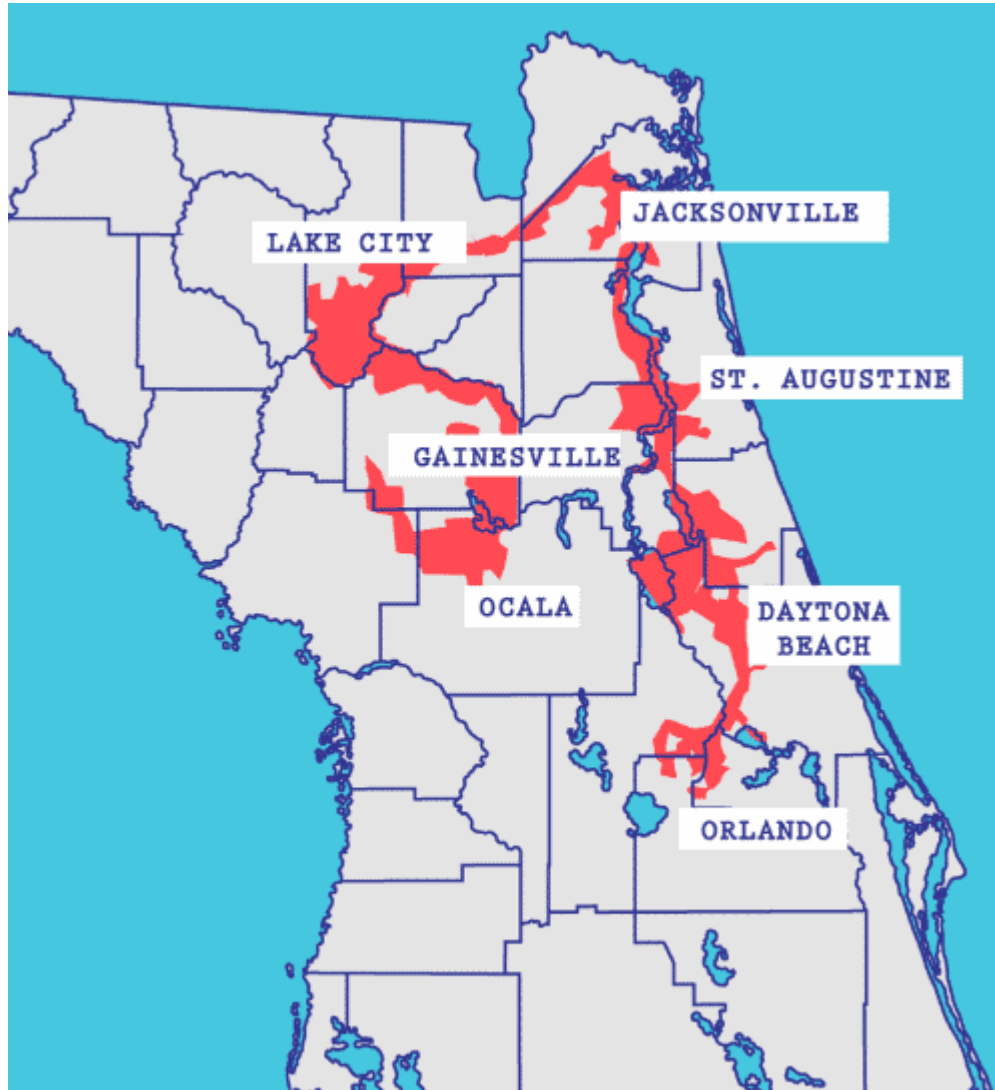 JACKSONVILLE
LAKE CITY
ST. AUGUSTINE
GAINESVILLE
OCALA
DAYTONA
BEACH
ORLANDO